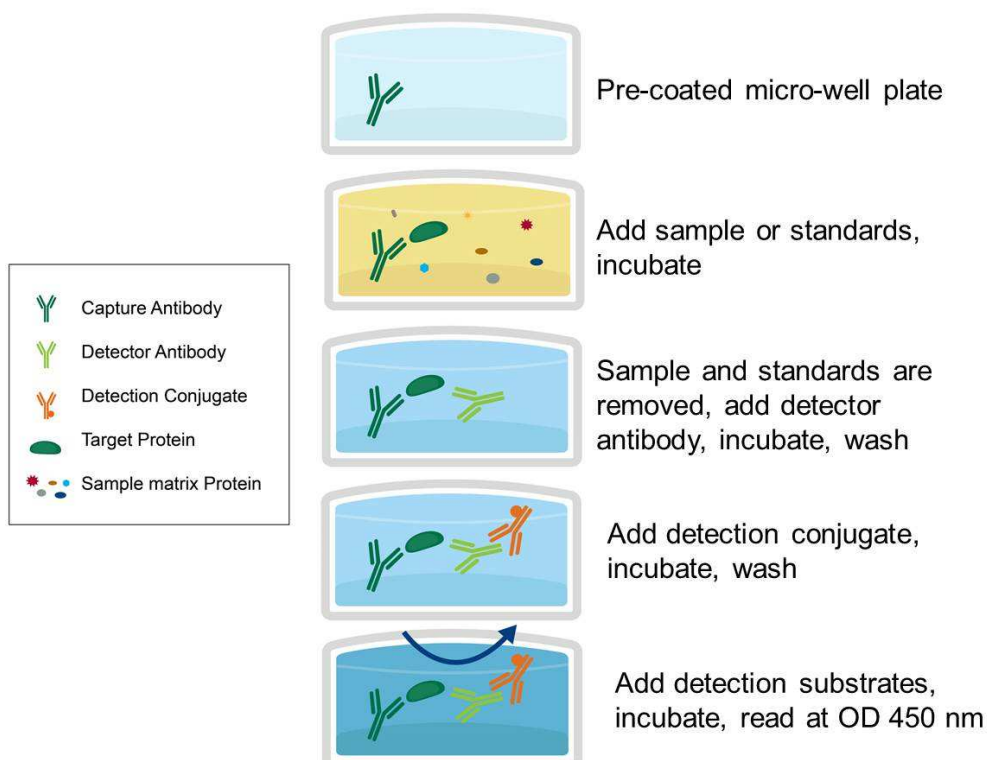 Pre-coated micro-well plate
Add sample or standards,
incubate
Capture Antibody
Detector Antibody
Detection Conjugate
Target Protein
Sample matrix Protein
Sample and standards are
removed, add detector
antibody, incubate, wash
Add detection conjugate,
incubate, wash
Add detection substrates,
incubate, read at OD 450 nm